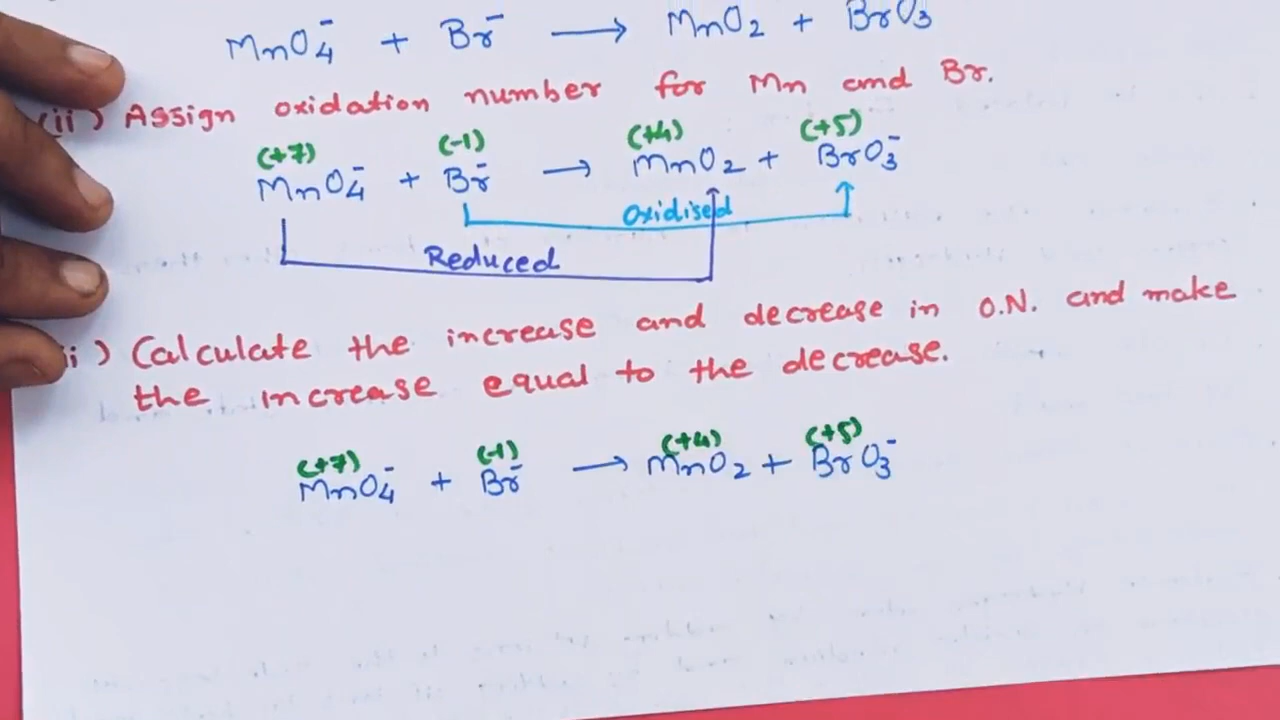 MnO₄⁻ + Br⁻ ⟶ MnO₂ + BrO₃
(ii) Assign oxidation number for Mn and Br.
(+7) (-1) (+4) (+5)
MnO₄⁻ + Br⁻ ⟶ MnO₂ + BrO₃⁻
Oxidised
Reduced
ii) Calculate the increase and decrease in O.N. and make
the increase equal to the decrease.
(+7) (-1) (+4) (+5)
MnO₄⁻ + Br⁻ ⟶ MnO₂ + BrO₃⁻